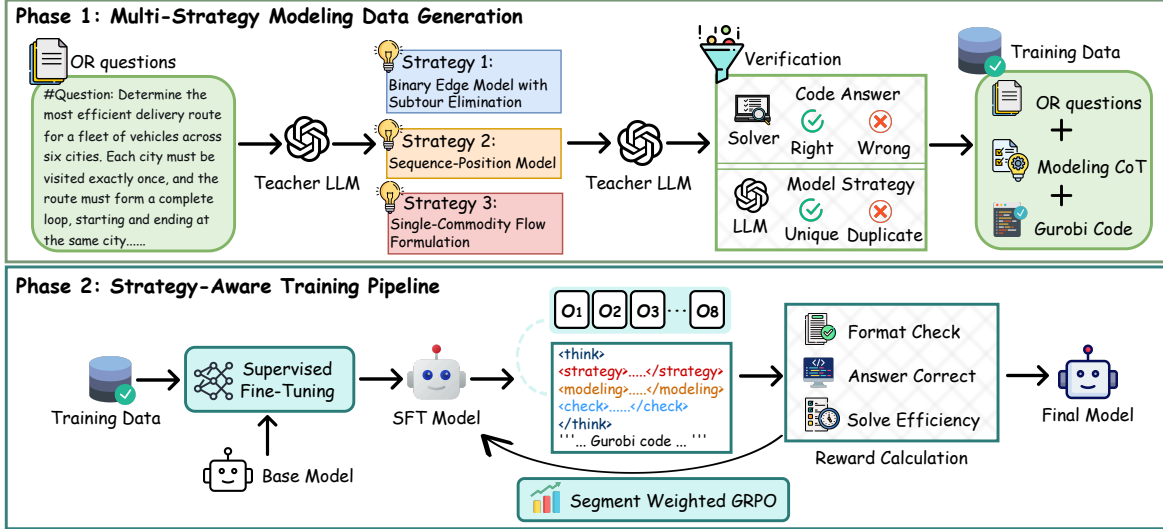 Phase 1: Multi-Strategy Modeling Data Generation
OR questions
#Question: Determine the
most efficient delivery route
for a fleet of vehicles across
six cities. Each city must be
visited exactly once, and the
route must form a complete
loop, starting and ending at
the same city......
Teacher LLM
Strategy 1:
Binary Edge Model with
Subtour Elimination
Strategy 2:
Sequence-Position Model
Strategy 3:
Single-Commodity Flow
Formulation
Teacher LLM
Verification
Code Answer
Solver
Right
Wrong
Model Strategy
LLM
Unique
Duplicate
Training Data
OR questions
+
Modeling CoT
+
Gurobi Code
Phase 2: Strategy-Aware Training Pipeline
Training Data
Supervised
Fine-Tuning
Base Model
SFT Model
O1 O2 O3 ... O8
<think>
<strategy>.....</strategy>
<modeling>.....</modeling>
<check>......</check>
</think>
'''... Gurobi code ... '''
Format Check
Answer Correct
Solve Efficiency
Reward Calculation
Final Model
Segment Weighted GRPO